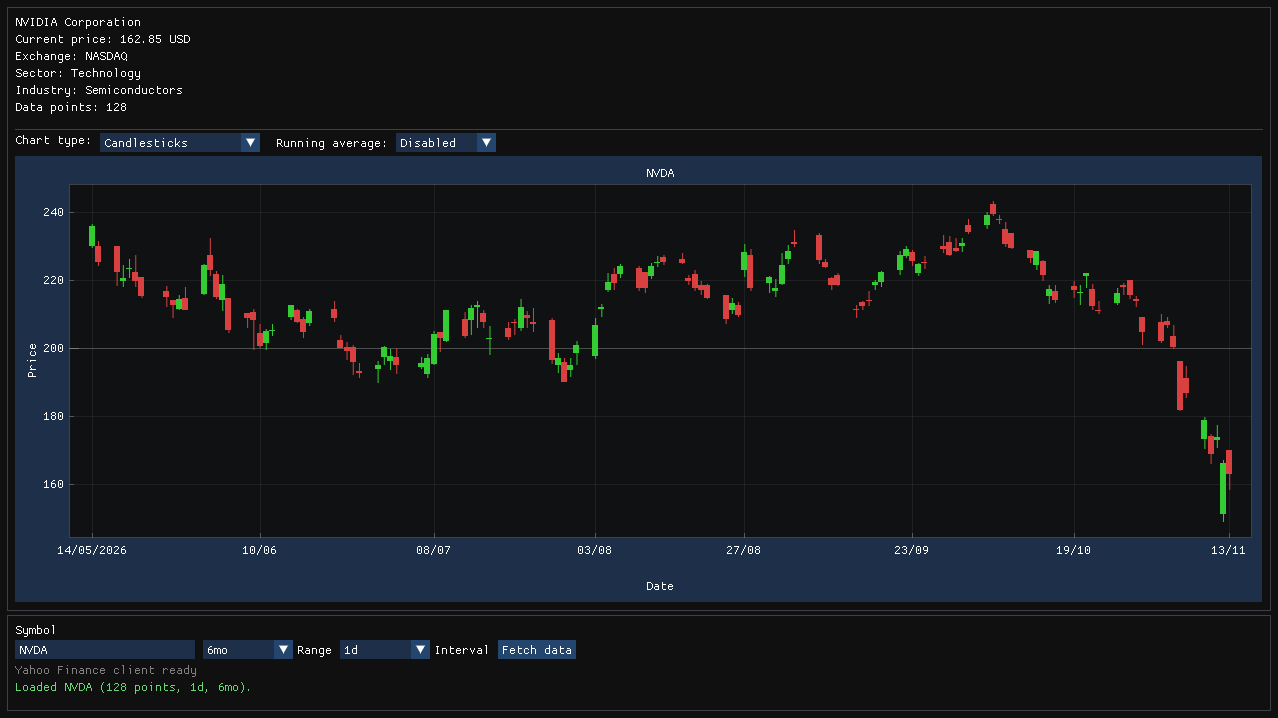 NVIDIA Corporation
Current price: 162.85 USD
Exchange: NASDAQ
Sector: Technology
Industry: Semiconductors
Data points: 128
Chart type: Candlesticks Running average: Disabled
NVDA
240
220
200
180
160
Price
14/05/2026 10/06 08/07 03/08 27/08 23/09 19/10 13/11
Date
Symbol
NVDA 6mo Range 1d Interval Fetch data
Yahoo Finance client ready
Loaded NVDA (128 points, 1d, 6mo).